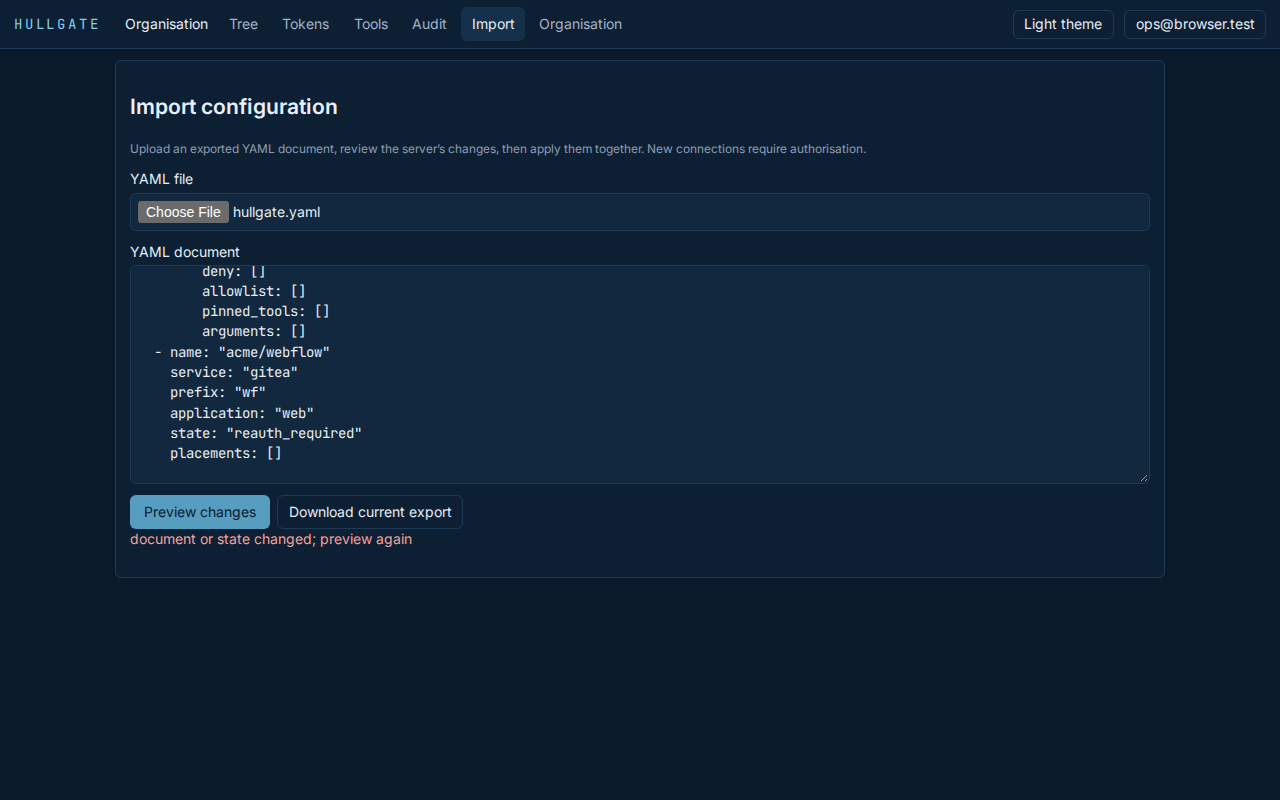 HULLGATE Organisation Tree Tokens Tools Audit Import Organisation Light theme ops@browser.test
Import configuration
Upload an exported YAML document, review the server’s changes, then apply them together. New connections require authorisation.
YAML file
Choose File hullgate.yaml
YAML document
deny: []
allowlist: []
pinned_tools: []
arguments: []
- name: "acme/webflow"
service: "gitea"
prefix: "wf"
application: "web"
state: "reauth_required"
placements: []
Preview changes Download current export
document or state changed; preview again